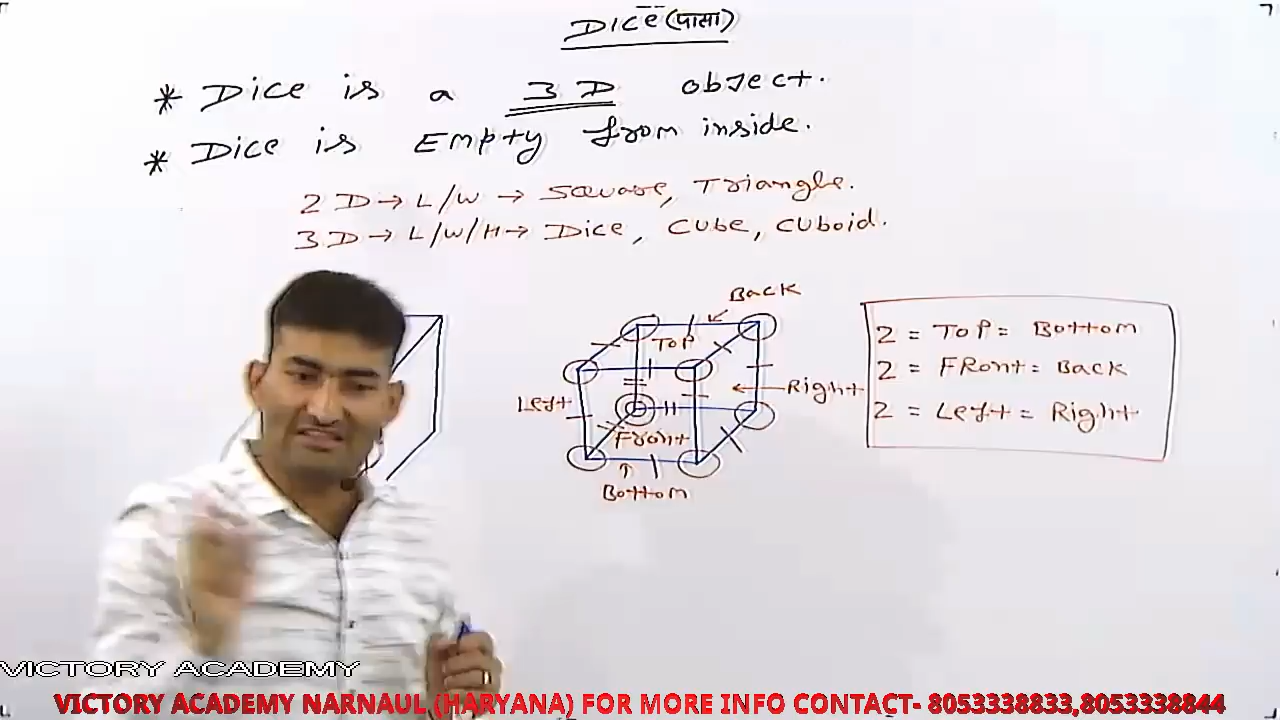 Dice (पासा)
* Dice is a 3D object.
* Dice is Empty from inside.
2D → L/W → Square, Triangle.
3D → L/W/H → Dice, Cube, Cuboid.
Back
Top
Left
Right
Front
Bottom
2 = Top = Bottom
2 = Front = Back
2 = Left = Right
VICTORY ACADEMY
VICTORY ACADEMY NARNAUL (HARYANA) FOR MORE INFO CONTACT- 8053338833,8053338844